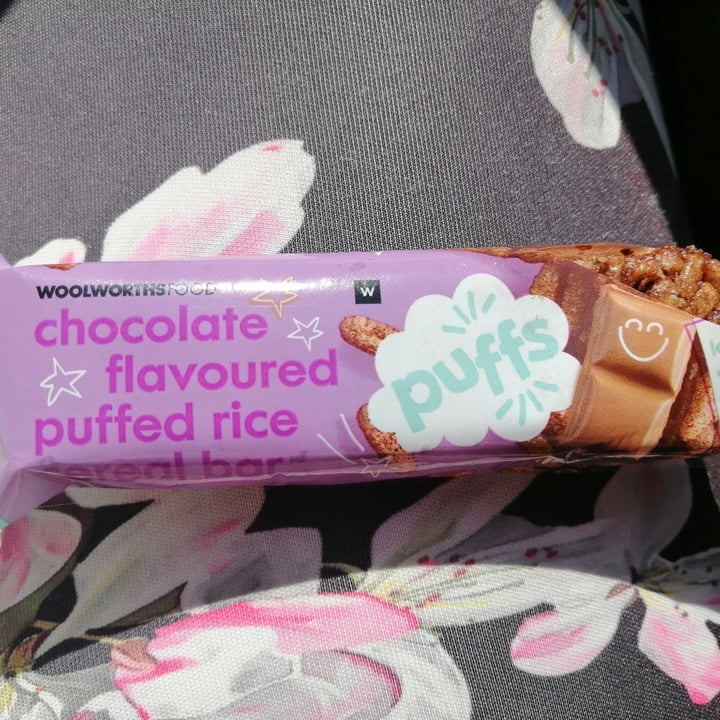 WOOLWORTHSFOOD
W
chocolate
flavoured
puffed rice
cereal bar
puffs